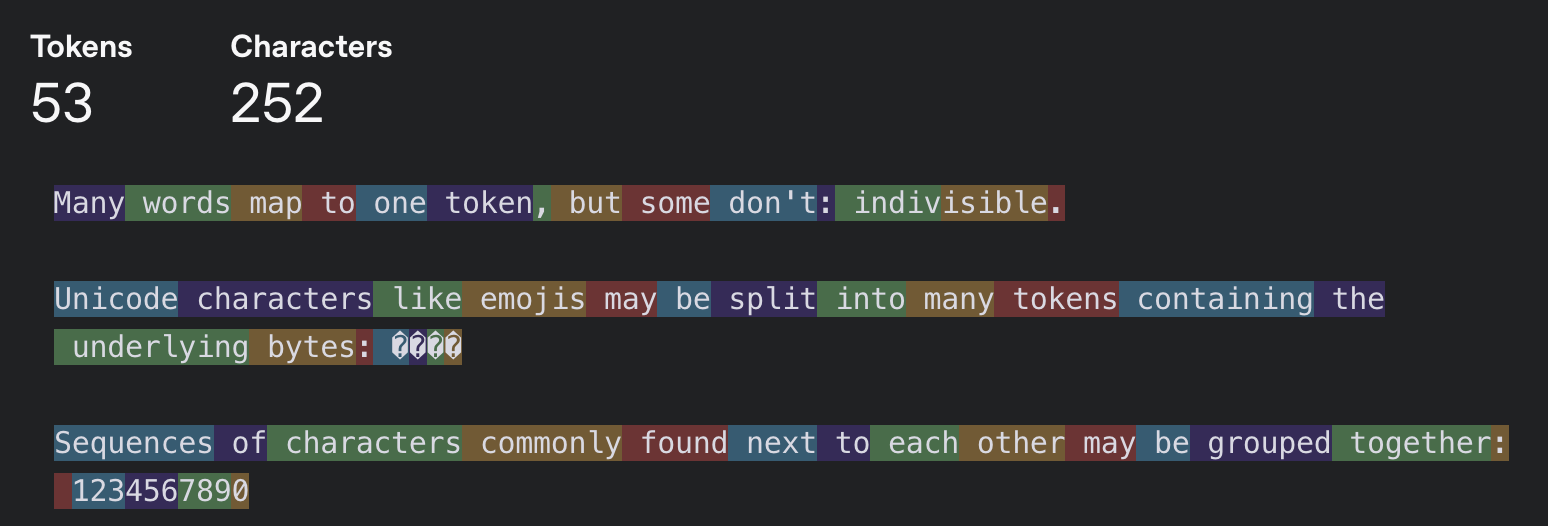 Tokens Characters
53 252
Many words map to one token, but some don't: indivisible.
Unicode characters like emojis may be split into many tokens containing the
underlying bytes: ����
Sequences of characters commonly found next to each other may be grouped together:
1234567890